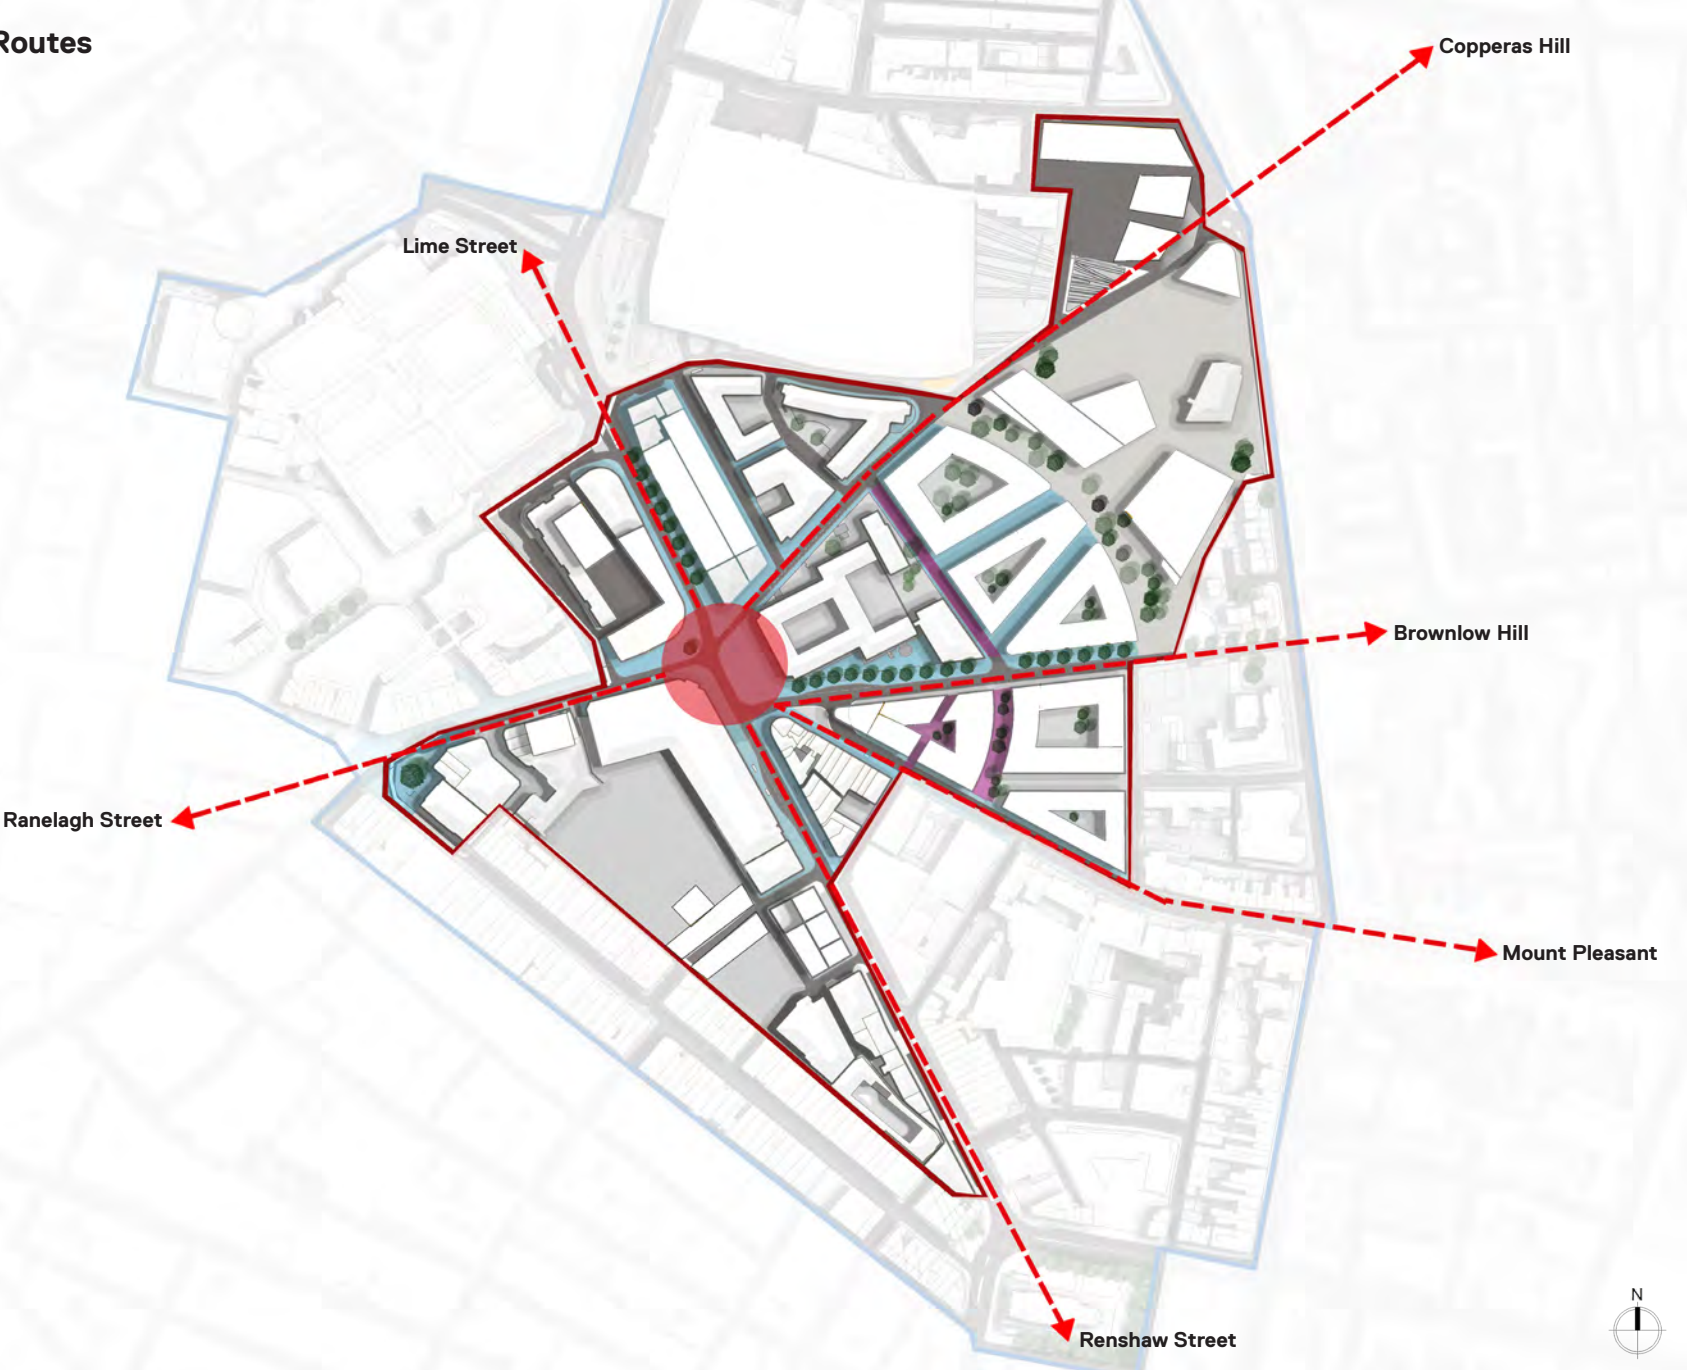 Routes
Copperas Hill
Lime Street
Brownlow Hill
Ranelagh Street
Mount Pleasant
N
Renshaw Street